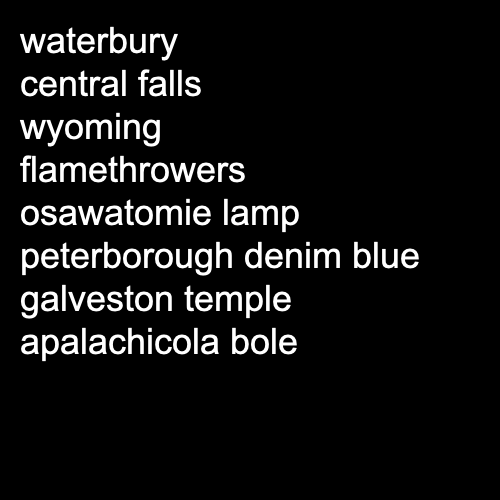 waterbury
central falls
wyoming
flamethrowers
osawatomie lamp
peterborough denim blue
galveston temple
apalachicola bole